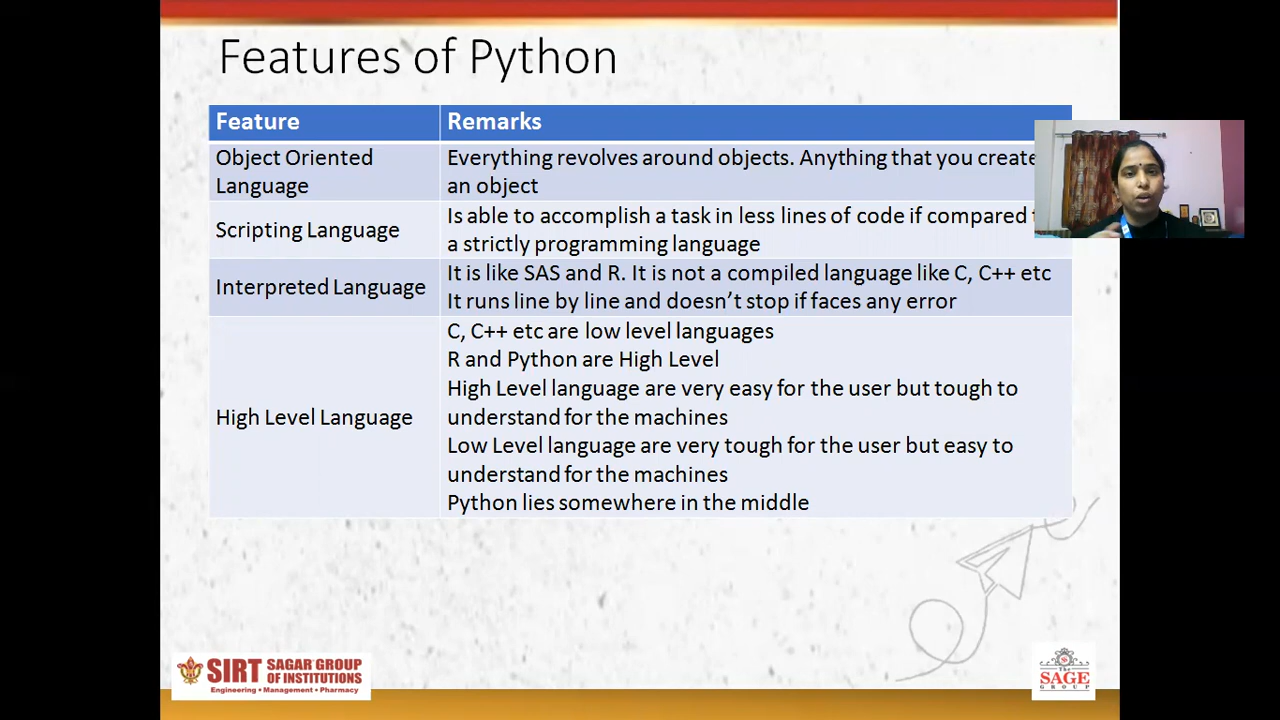 Features of Python
Feature
Remarks
Object Oriented
Language
Everything revolves around objects. Anything that you create
an object
Scripting Language
Is able to accomplish a task in less lines of code if compared
a strictly programming language
Interpreted Language
It is like SAS and R. It is not a compiled language like C, C++ etc
It runs line by line and doesn’t stop if faces any error
High Level Language
C, C++ etc are low level languages
R and Python are High Level
High Level language are very easy for the user but tough to
understand for the machines
Low Level language are very tough for the user but easy to
understand for the machines
Python lies somewhere in the middle
SIRT SAGAR GROUP
OF INSTITUTIONS
Engineering • Management • Pharmacy
The
SAGE
GROUP